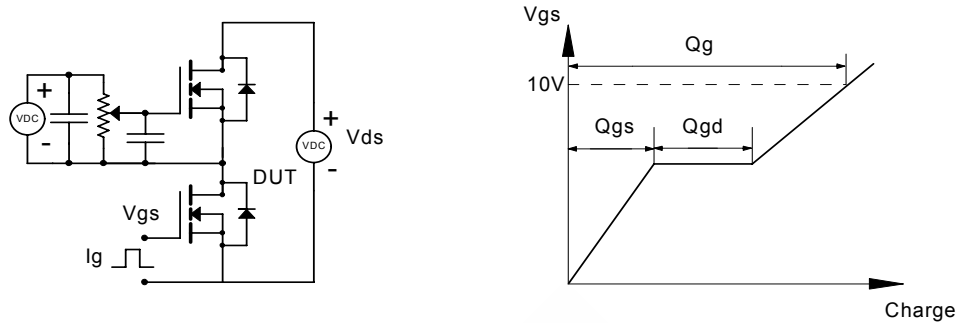 +
VDC
-
+
VDC
-
Vds
DUT
Vgs
Ig
Vgs
Qg
10V
Qgs
Qgd
Charge